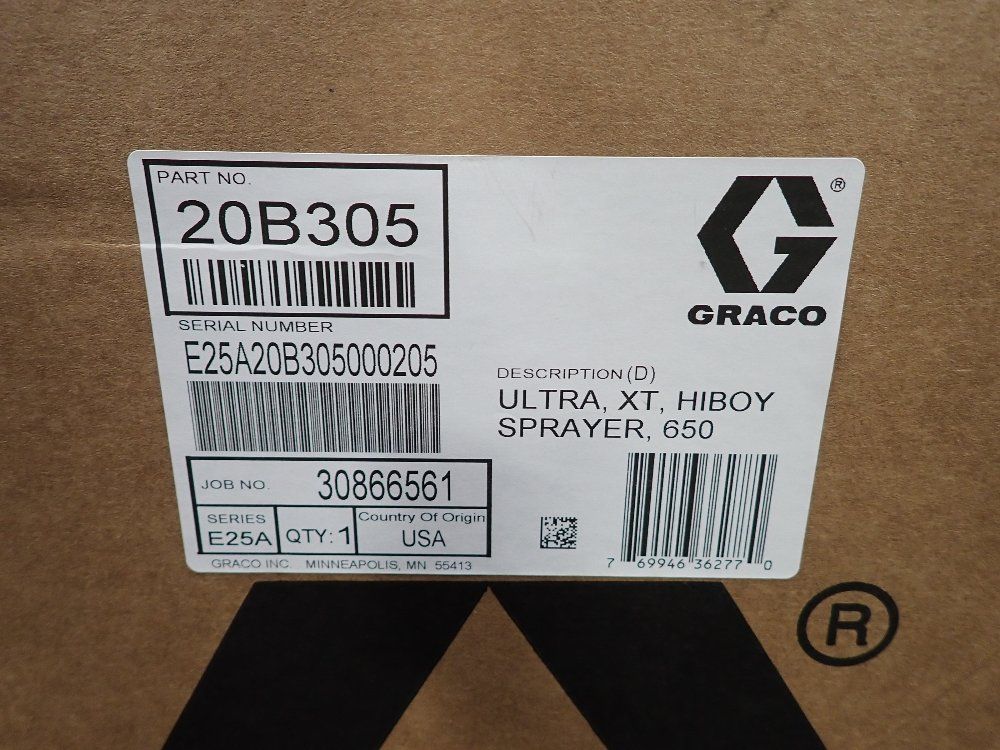 PART NO.
20B305
SERIAL NUMBER
E25A20B305000205
JOB NO. 30866561
SERIES
E25A
QTY: 1
Country Of Origin
USA
GRACO INC. MINNEAPOLIS, MN 55413
®
GRACO
DESCRIPTION (D)
ULTRA, XT, HIBOY
SPRAYER, 650
7 69946 36277 0
®